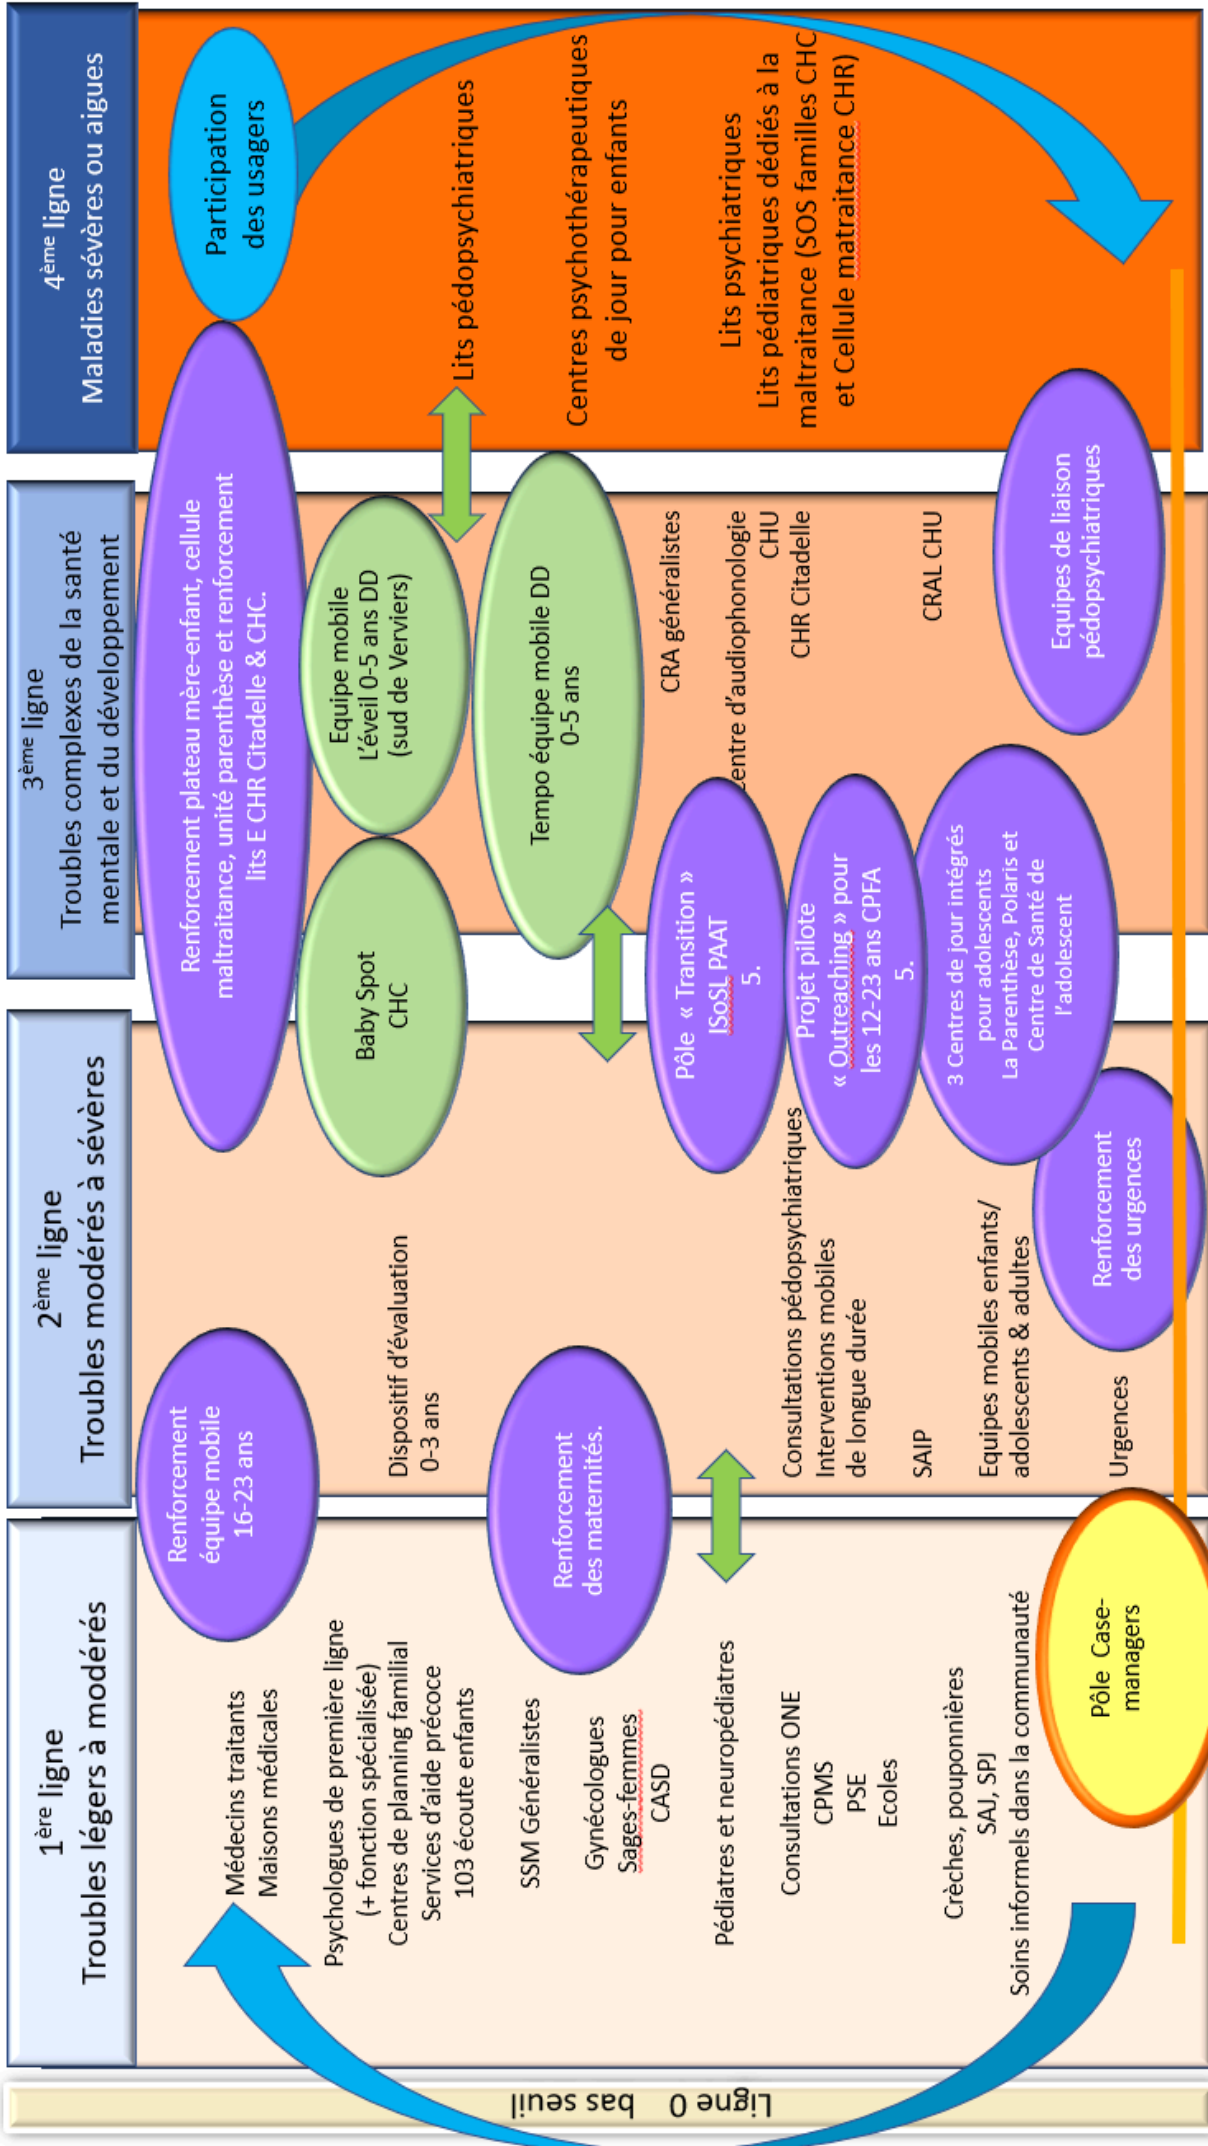 Ligne 0 bas seuil
1ère ligne
Troubles légers à modérés
Médecins traitants
Maisons médicales
Psychologues de première ligne
(+ fonction spécialisée)
Centres de planning familial
Services d'aide précoce
103 écoute enfants
SSM Généralistes
Gynécologues
Sages-femmes
CASD
Pédiatres et neuropédiatres
Consultations ONE
CPMS
PSE
Ecoles
Crèches, pouponnières
SAJ, SPJ
Soins informels dans la communauté
Pôle Case-
managers
2ème ligne
Troubles modérés à sévères
Renforcement
équipe mobile
16-23 ans
Dispositif d'évaluation
0-3 ans
Renforcement
des maternités.
Consultations pédopsychiatriques
Interventions mobiles
de longue durée
SAIP
Equipes mobiles enfants/
adolescents & adultes
Urgences
Renforcement
des urgences
3ème ligne
Troubles complexes de la santé
mentale et du développement
Renforcement plateau mère-enfant, cellule
maltraitance, unité parenthèse et renforcement
lits E CHR Citadelle & CHC.
Baby Spot
CHC
Equipe mobile
L'éveil 0-5 ans DD
(sud de Verviers)
Tempo équipe mobile DD
0-5 ans
CRA généralistes
entre d'audiophonologie
CHU
CHR Citadelle
CRAL CHU
Pôle « Transition »
ISoSL PAAT
5.
Projet pilote
« Outreaching » pour
les 12-23 ans CPFA
5.
3 Centres de jour intégrés
pour adolescents
La Parenthèse, Polaris et
Centre de Santé de
l'adolescent
Equipes de liaison
pédopsychiatriques
4ème ligne
Maladies sévères ou aigues
Participation
des usagers
Lits pédopsychiatriques
Centres psychothérapeutiques
de jour pour enfants
Lits psychiatriques
Lits pédiatriques dédiés à la
maltraitance (SOS familles CHC
et Cellule matraitance CHR)